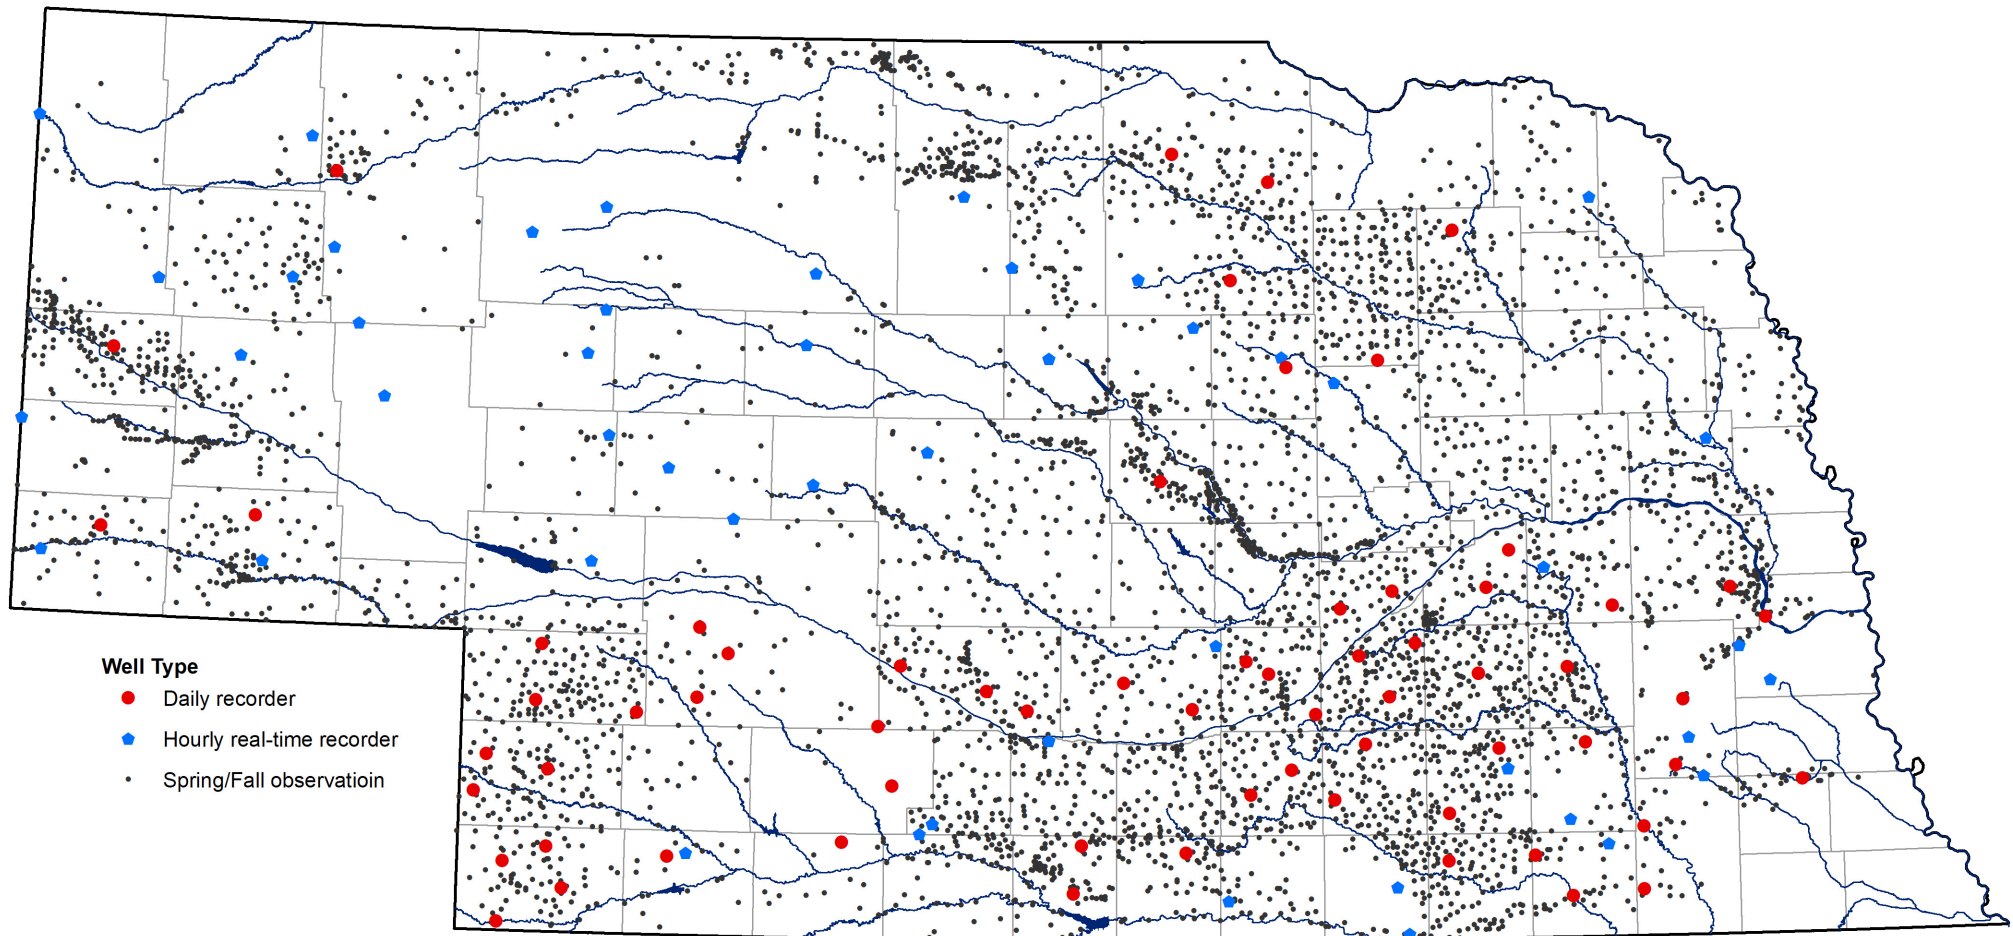 Well Type
Daily recorder
Hourly real-time recorder
Spring/Fall observatioin